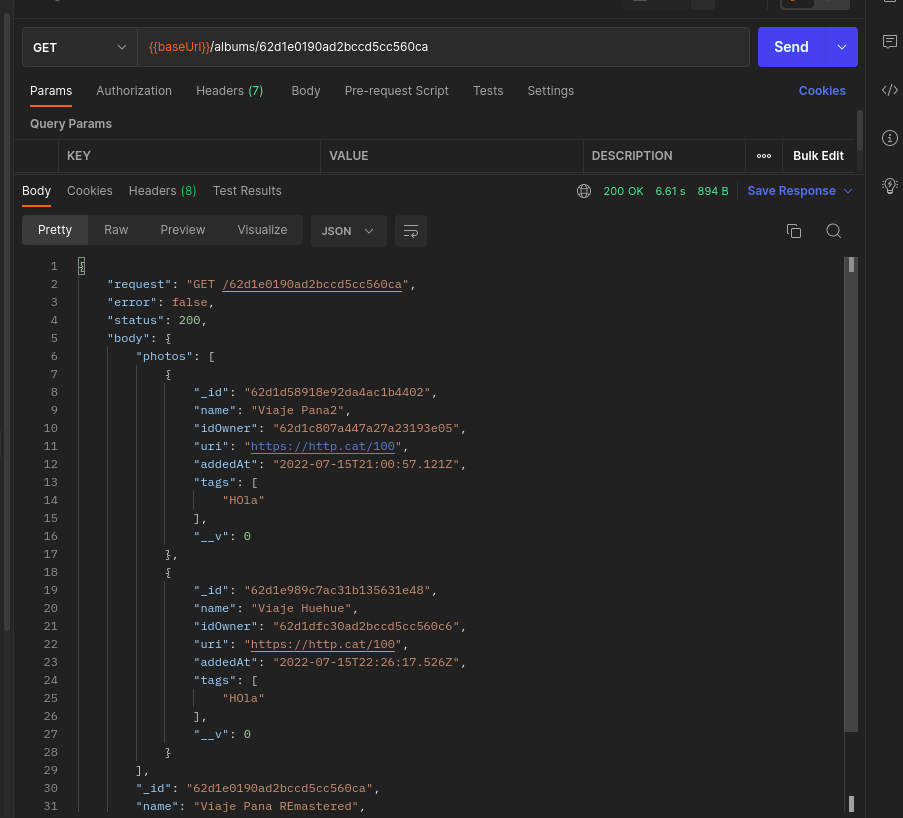 GET {{baseUrl}}/albums/62d1e0190ad2bccd5cc560ca Send
Params Authorization Headers (7) Body Pre-request Script Tests Settings Cookies
Query Params
KEY VALUE DESCRIPTION ooo Bulk Edit
Body Cookies Headers (8) Test Results 200 OK 6.61 s 894 B Save Response
Pretty Raw Preview Visualize JSON
1 {
2 "request": "GET /62d1e0190ad2bccd5cc560ca",
3 "error": false,
4 "status": 200,
5 "body": {
6 "photos": [
7 {
8 "_id": "62d1d58918e92da4ac1b4402",
9 "name": "Viaje Pana2",
10 "idOwner": "62d1c807a447a27a23193e05",
11 "uri": "https://http.cat/100",
12 "addedAt": "2022-07-15T21:00:57.121Z",
13 "tags": [
14 "HOla"
15 ],
16 "__v": 0
17 },
18 {
19 "_id": "62d1e989c7ac31b135631e48",
20 "name": "Viaje Huehue",
21 "idOwner": "62d1dfc30ad2bccd5cc560c6",
22 "uri": "https://http.cat/100",
23 "addedAt": "2022-07-15T22:26:17.526Z",
24 "tags": [
25 "HOla"
26 ],
27 "__v": 0
28 }
29 ],
30 "_id": "62d1e0190ad2bccd5cc560ca",
31 "name": "Viaje Pana REmastered",